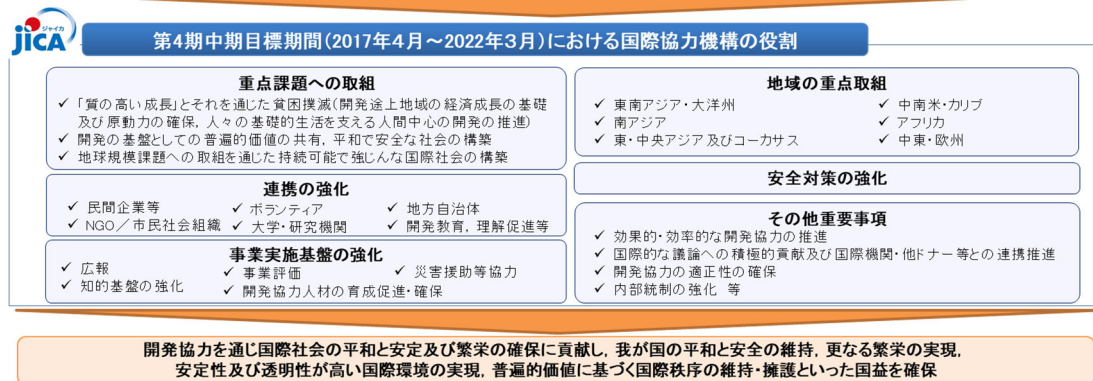 ジャイカ
JICA
第4期中期目標期間(2017年4月～2022年3月)における国際協力機構の役割
重点課題への取組
✓ 「質の高い成長」とそれを通じた貧困撲滅(開発途上地域の経済成長の基礎
及び原動力の確保, 人々の基礎的生活を支える人間中心の開発の推進)
✓ 開発の基盤としての普遍的価値の共有, 平和で安全な社会の構築
✓ 地球規模課題への取組を通じた持続可能で強じんな国際社会の構築
連携の強化
✓ 民間企業等
✓ ボランティア
✓ 地方自治体
✓ NGO／市民社会組織
✓ 大学・研究機関
✓ 開発教育, 理解促進等
事業実施基盤の強化
✓ 広報
✓ 事業評価
✓ 災害援助等協力
✓ 知的基盤の強化
✓ 開発協力人材の育成促進・確保
地域の重点取組
✓ 東南アジア・大洋州
✓ 中南米・カリブ
✓ 南アジア
✓ アフリカ
✓ 東・中央アジア及びコーカサス
✓ 中東・欧州
安全対策の強化
その他重要事項
✓ 効果的・効率的な開発協力の推進
✓ 国際的な議論への積極的貢献及び国際機関・他ドナー等との連携推進
✓ 開発協力の適正性の確保
✓ 内部統制の強化 等
開発協力を通じ国際社会の平和と安定及び繁栄の確保に貢献し, 我が国の平和と安全の維持, 更なる繁栄の実現,
安定性及び透明性が高い国際環境の実現, 普遍的価値に基づく国際秩序の維持・擁護といった国益を確保